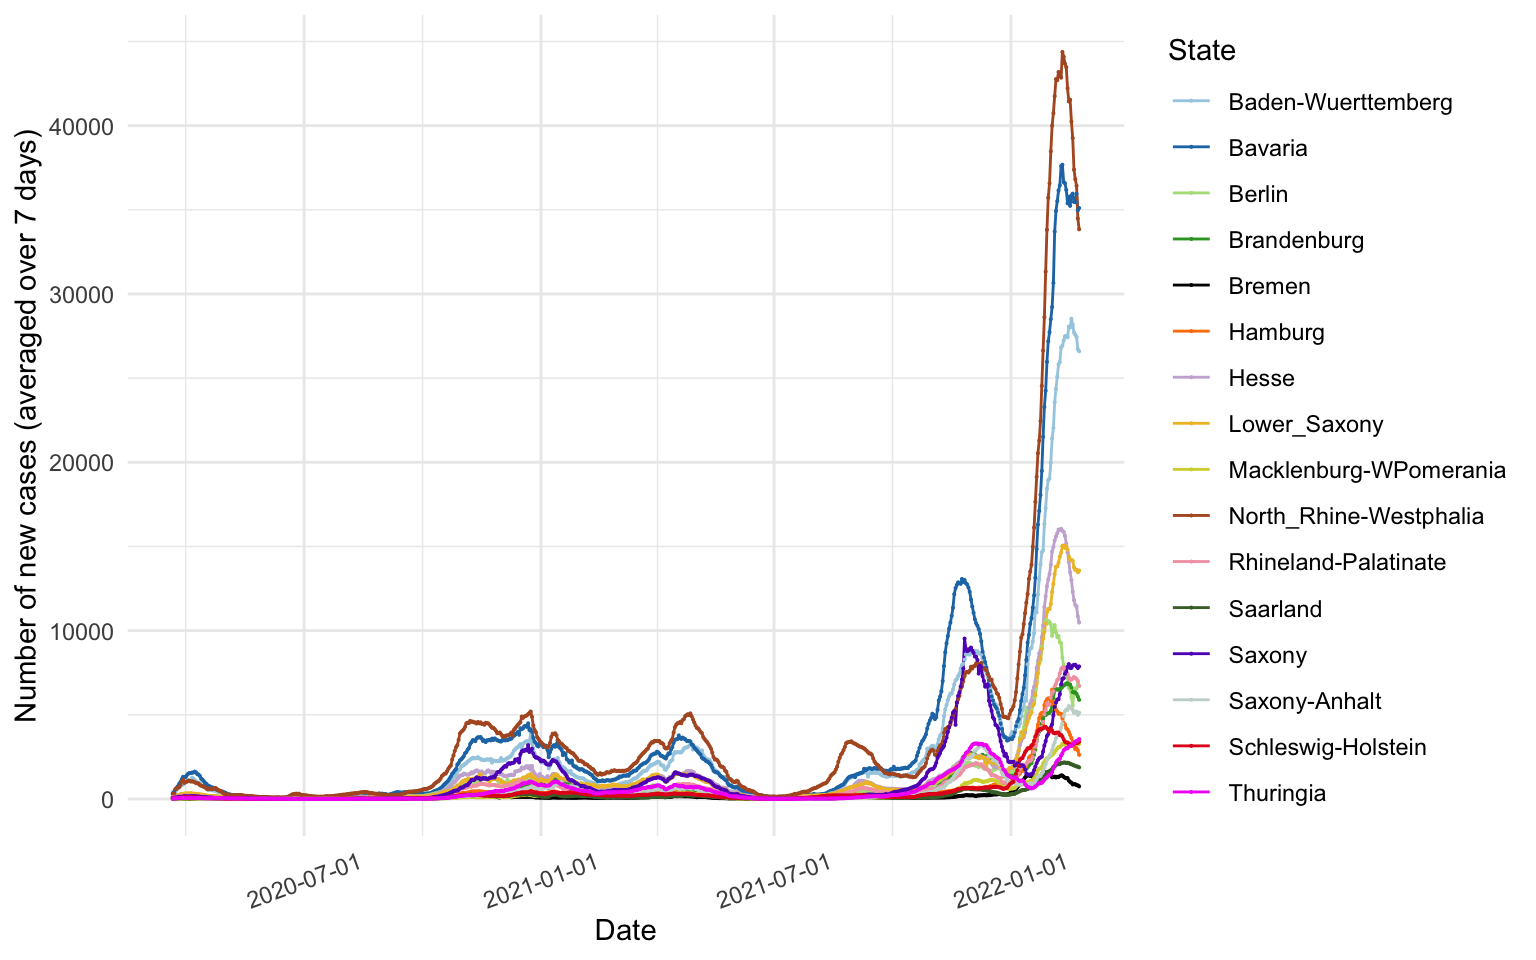 Number of new cases (averaged over 7 days)
40000
30000
20000
10000
0
2020-07-01
2021-01-01
2021-07-01
2022-01-01
Date
State
Baden-Wuerttemberg
Bavaria
Berlin
Brandenburg
Bremen
Hamburg
Hesse
Lower_Saxony
Macklenburg-WPomerania
North_Rhine-Westphalia
Rhineland-Palatinate
Saarland
Saxony
Saxony-Anhalt
Schleswig-Holstein
Thuringia